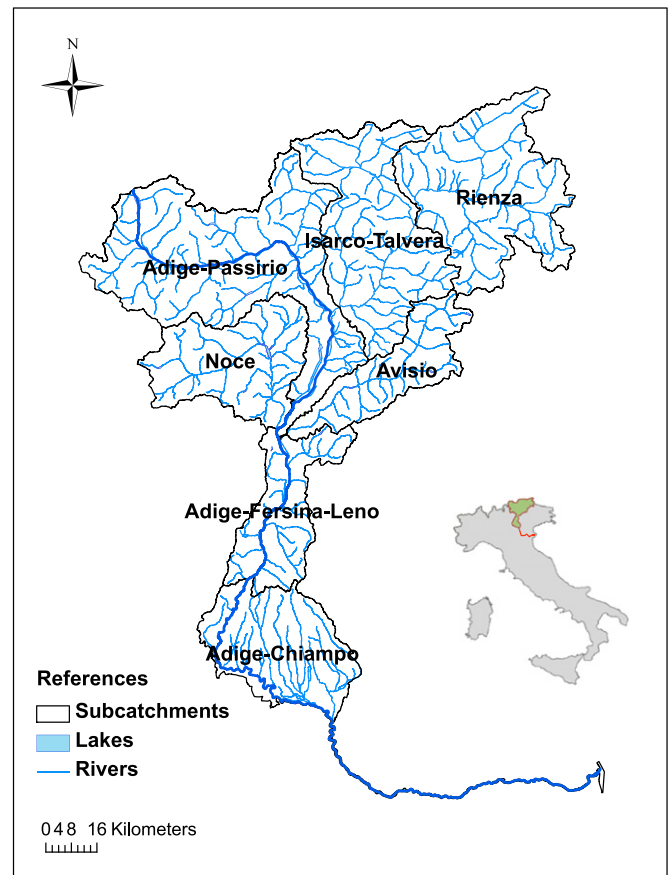 N
Rienza
Isarco-Talvera
Adige-Passirio
Noce
Avisio
Adige-Fersina-Leno
Adige-Chiampo
References
Subcatchments
Lakes
Rivers
0 4 8 16 Kilometers